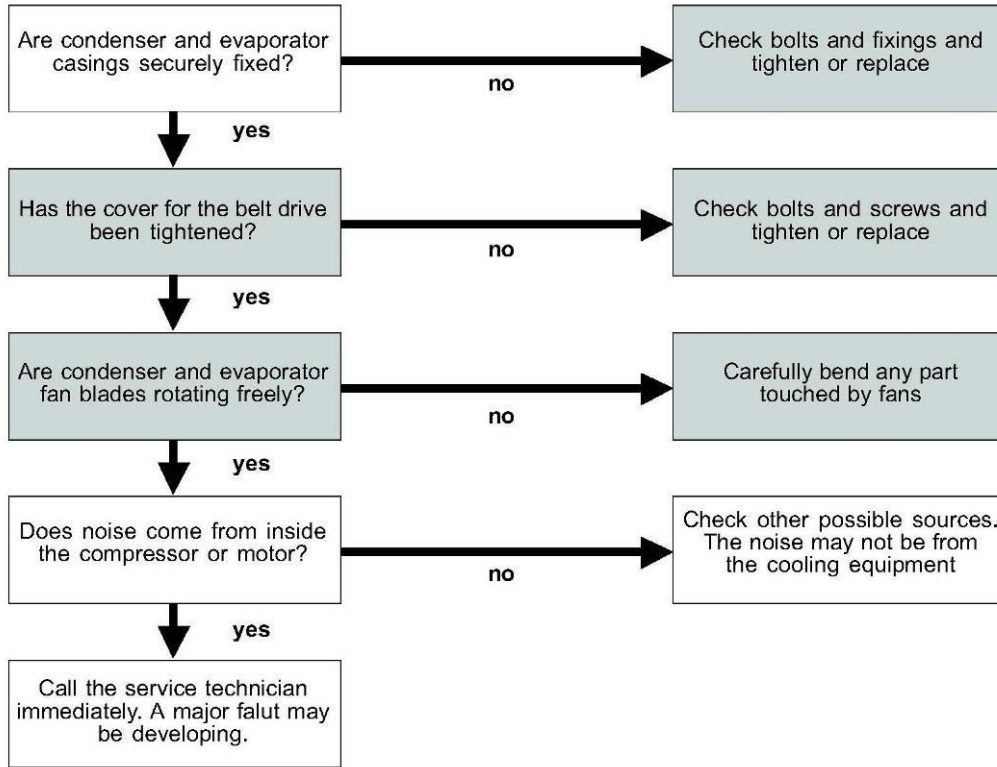 Are condenser and evaporator
casings securely fixed?
no
Check bolts and fixings and
tighten or replace
yes
Has the cover for the belt drive
been tightened?
no
Check bolts and screws and
tighten or replace
yes
Are condenser and evaporator
fan blades rotating freely?
no
Carefully bend any part
touched by fans
yes
Does noise come from inside
the compressor or motor?
no
Check other possible sources.
The noise may not be from
the cooling equipment
yes
Call the service technician
immediately. A major falut may
be developing.